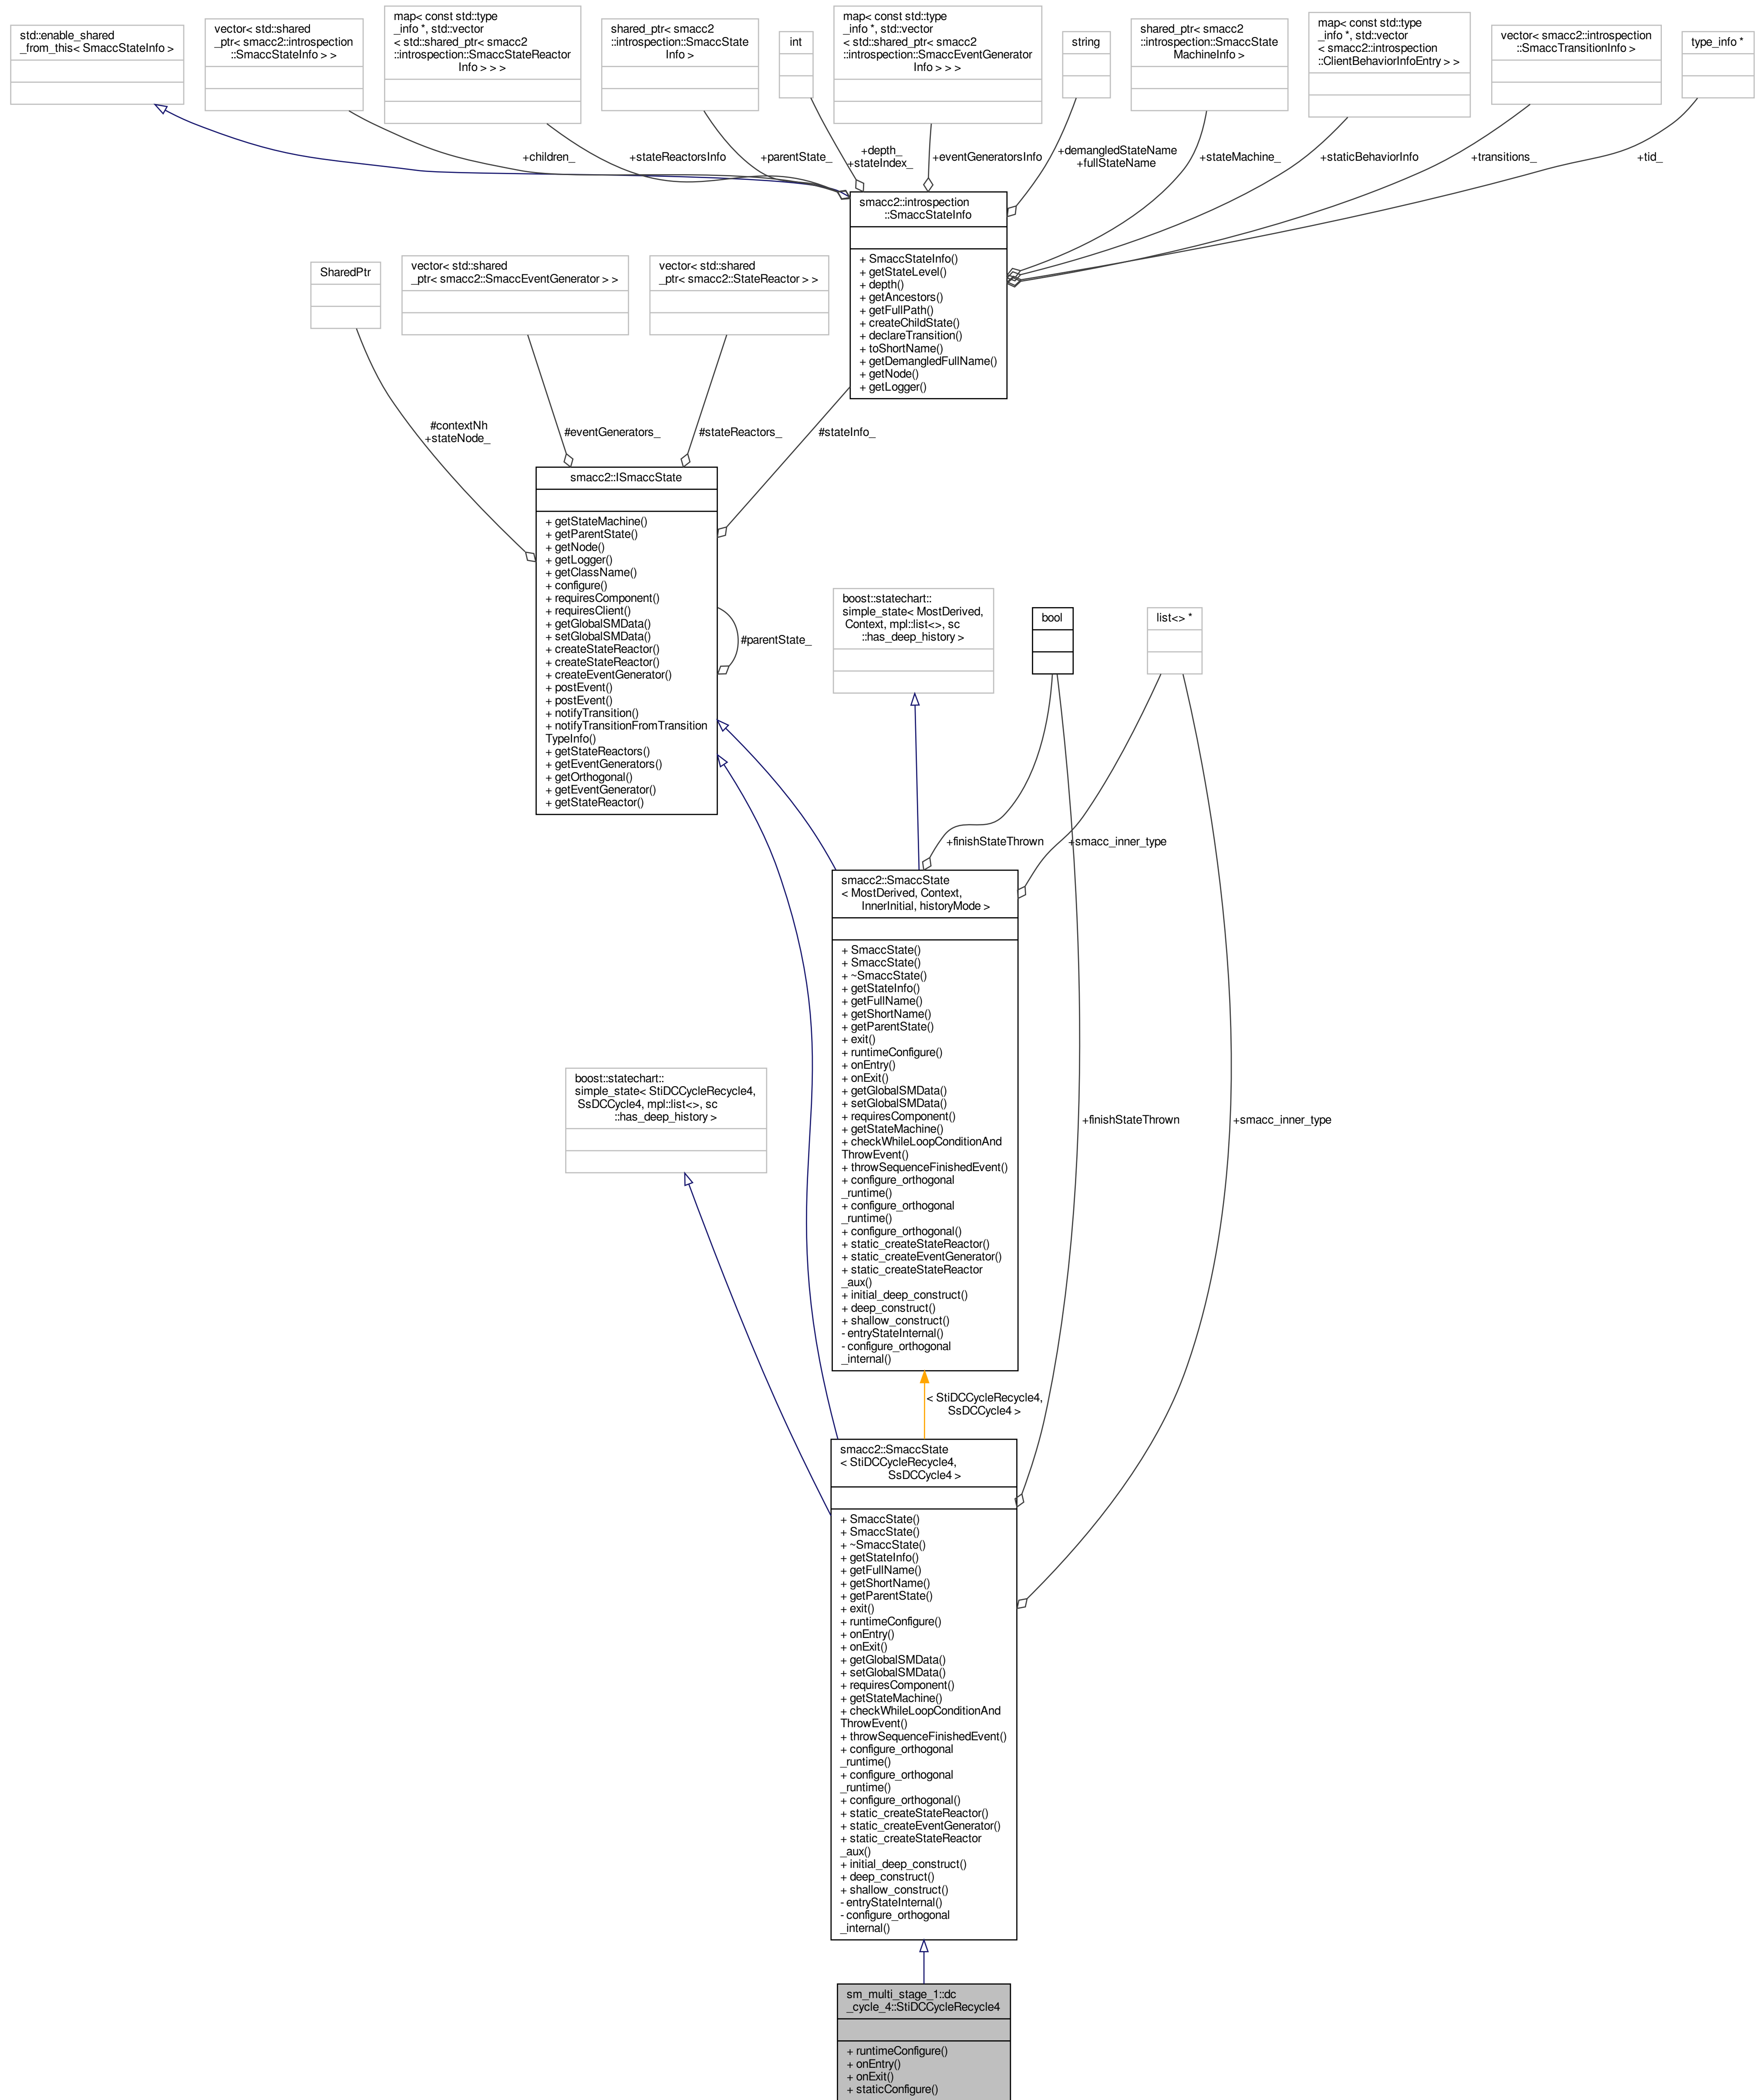 std::enable_shared
_from_this< SmaccStateInfo >
vector< std::shared
_ptr< smacc2::introspection
::SmaccStateInfo > >
map< const std::type
_info *, std::vector
< std::shared_ptr< smacc2
::introspection::SmaccStateReactor
Info > > >
shared_ptr< smacc2
::introspection::SmaccState
Info >
int
map< const std::type
_info *, std::vector
< std::shared_ptr< smacc2
::introspection::SmaccEventGenerator
Info > > >
string
shared_ptr< smacc2
::introspection::SmaccState
MachineInfo >
map< const std::type
_info *, std::vector
< smacc2::introspection
::ClientBehaviorInfoEntry > >
vector< smacc2::introspection
::SmaccTransitionInfo >
type_info *
+children_
+stateReactorsInfo
+parentState_
+depth_
+stateIndex_
+eventGeneratorsInfo
+demangledStateName
+fullStateName
+stateMachine_
+staticBehaviorInfo
+transitions_
+tid_
smacc2::introspection
::SmaccStateInfo
+ SmaccStateInfo()
+ getStateLevel()
+ depth()
+ getAncestors()
+ getFullPath()
+ createChildState()
+ declareTransition()
+ toShortName()
+ getDemangledFullName()
+ getNode()
+ getLogger()
SharedPtr
vector< std::shared
_ptr< smacc2::SmaccEventGenerator > >
vector< std::shared
_ptr< smacc2::StateReactor > >
#contextNh
+stateNode_
#eventGenerators_
#stateReactors_
#stateInfo_
smacc2::ISmaccState
+ getStateMachine()
+ getParentState()
+ getNode()
+ getLogger()
+ getClassName()
+ configure()
+ requiresComponent()
+ requiresClient()
+ getGlobalSMData()
+ setGlobalSMData()
+ createStateReactor()
+ createStateReactor()
+ createEventGenerator()
+ postEvent()
+ postEvent()
+ notifyTransition()
+ notifyTransitionFromTransition
TypeInfo()
+ getStateReactors()
+ getEventGenerators()
+ getOrthogonal()
+ getEventGenerator()
+ getStateReactor()
#parentState_
boost::statechart::
simple_state< MostDerived,
Context, mpl::list<>, sc
::has_deep_history >
bool
list<> *
+finishStateThrown
+smacc_inner_type
smacc2::SmaccState
< MostDerived, Context,
InnerInitial, historyMode >
+ SmaccState()
+ SmaccState()
+ ~SmaccState()
+ getStateInfo()
+ getFullName()
+ getShortName()
+ getParentState()
+ exit()
+ runtimeConfigure()
+ onEntry()
+ onExit()
+ getGlobalSMData()
+ setGlobalSMData()
+ requiresComponent()
+ getStateMachine()
+ checkWhileLoopConditionAnd
ThrowEvent()
+ throwSequenceFinishedEvent()
+ configure_orthogonal
_runtime()
+ configure_orthogonal
_runtime()
+ configure_orthogonal()
+ static_createStateReactor()
+ static_createEventGenerator()
+ static_createStateReactor
_aux()
+ initial_deep_construct()
+ deep_construct()
+ shallow_construct()
- entryStateInternal()
- configure_orthogonal
_internal()
boost::statechart::
simple_state< StiDCCycleRecycle4,
SsDCCycle4, mpl::list<>, sc
::has_deep_history >
+finishStateThrown
+smacc_inner_type
< StiDCCycleRecycle4,
SsDCCycle4 >
smacc2::SmaccState
< StiDCCycleRecycle4,
SsDCCycle4 >
+ SmaccState()
+ SmaccState()
+ ~SmaccState()
+ getStateInfo()
+ getFullName()
+ getShortName()
+ getParentState()
+ exit()
+ runtimeConfigure()
+ onEntry()
+ onExit()
+ getGlobalSMData()
+ setGlobalSMData()
+ requiresComponent()
+ getStateMachine()
+ checkWhileLoopConditionAnd
ThrowEvent()
+ throwSequenceFinishedEvent()
+ configure_orthogonal
_runtime()
+ configure_orthogonal
_runtime()
+ configure_orthogonal()
+ static_createStateReactor()
+ static_createEventGenerator()
+ static_createStateReactor
_aux()
+ initial_deep_construct()
+ deep_construct()
+ shallow_construct()
- entryStateInternal()
- configure_orthogonal
_internal()
sm_multi_stage_1::dc
_cycle_4::StiDCCycleRecycle4
+ runtimeConfigure()
+ onEntry()
+ onExit()
+ staticConfigure()